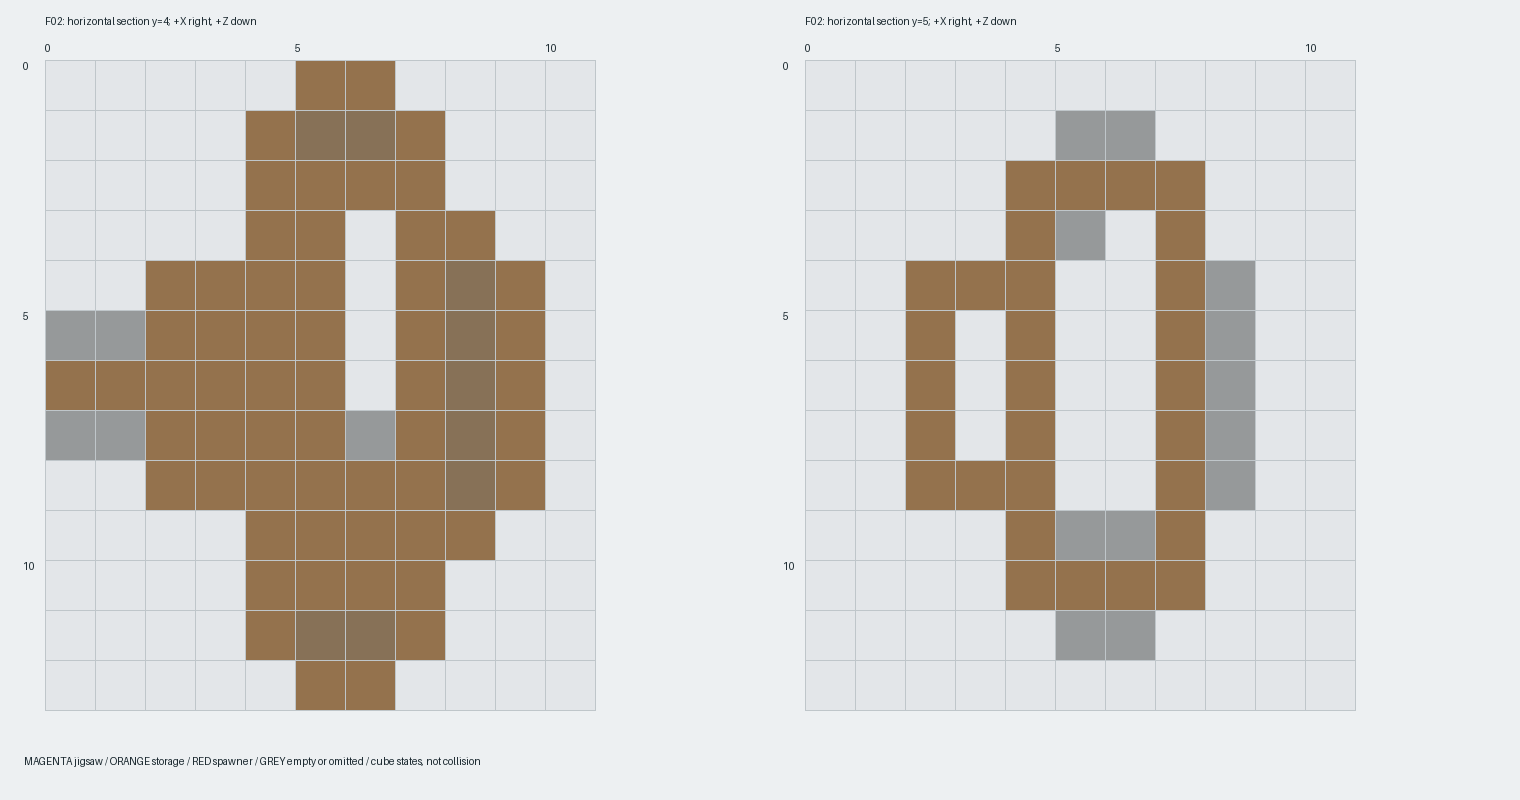 F02: horizontal section y=4; +X right, +Z down
F02: horizontal section y=5; +X right, +Z down
0 5 10
0 5 10
0
0
5
5
10
10
MAGENTA jigsaw / ORANGE storage / RED spawner / GREY empty or omitted / cube states, not collision